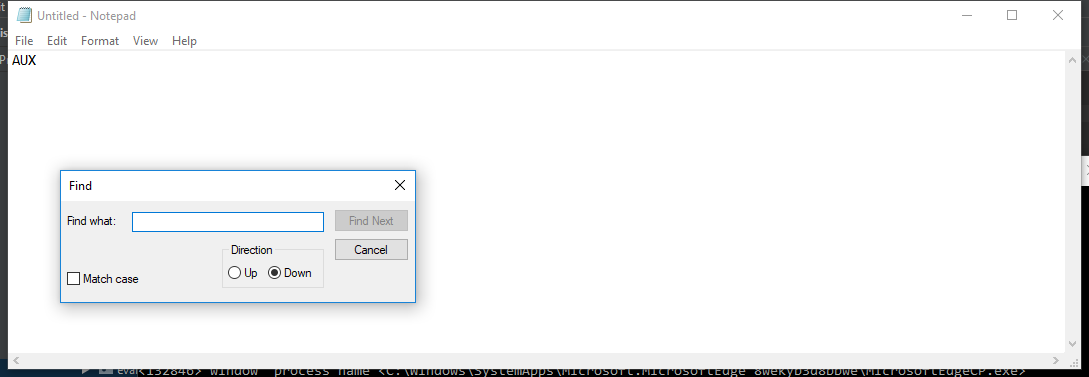 Untitled - Notepad
File Edit Format View Help
AUX
Find
Find what:
Find Next
Direction
Cancel
Up Down
Match case
eval<132846> window process name <C:\Windows\SystemApps\Microsoft.MicrosoftEdge_8wekyb3d8bbwe\MicrosoftEdgeCP.exe>